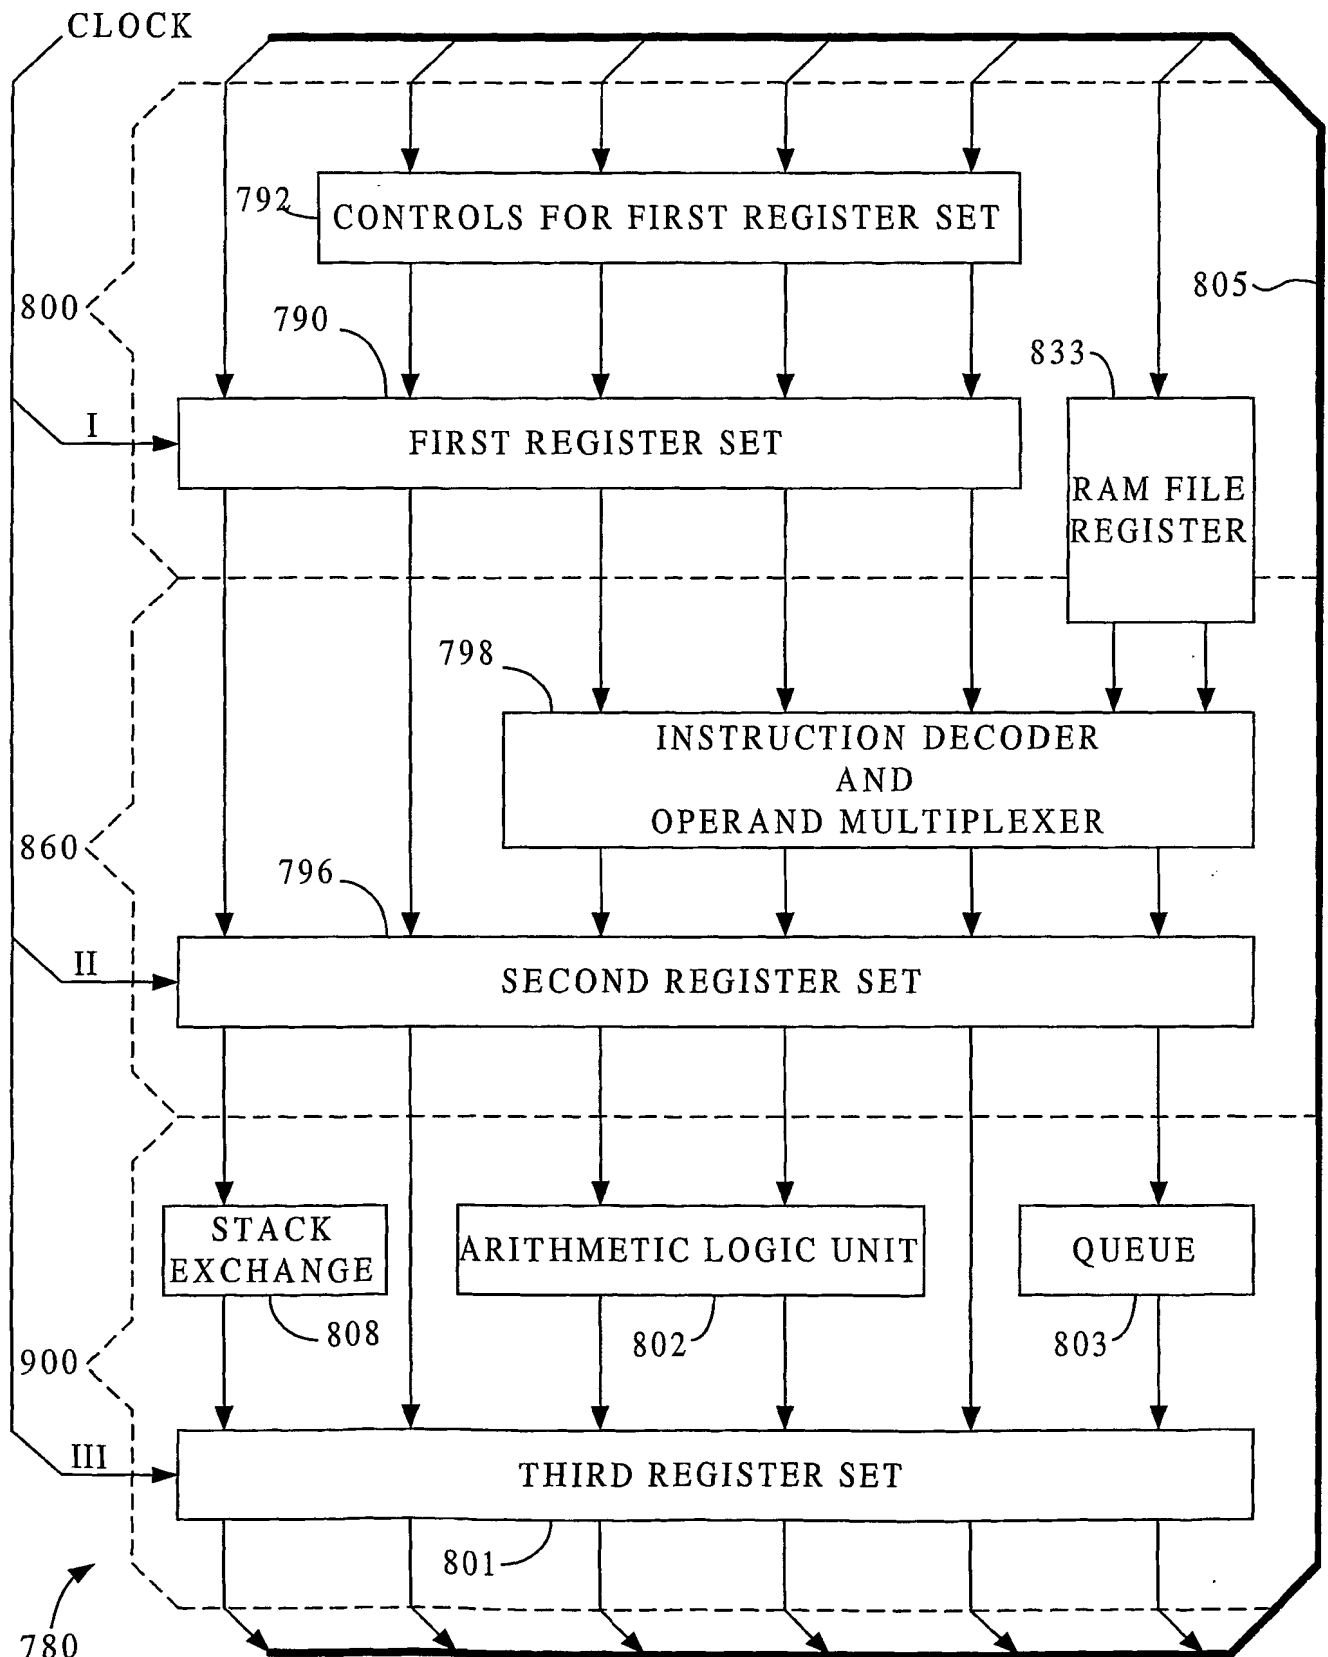 CLOCK
792
CONTROLS FOR FIRST REGISTER SET
805
800
790
833
I
FIRST REGISTER SET
RAM FILE
REGISTER
798
INSTRUCTION DECODER
AND
OPERAND MULTIPLEXER
860
796
II
SECOND REGISTER SET
STACK
EXCHANGE
ARITHMETIC LOGIC UNIT
QUEUE
808
802
803
900
III
THIRD REGISTER SET
801
780